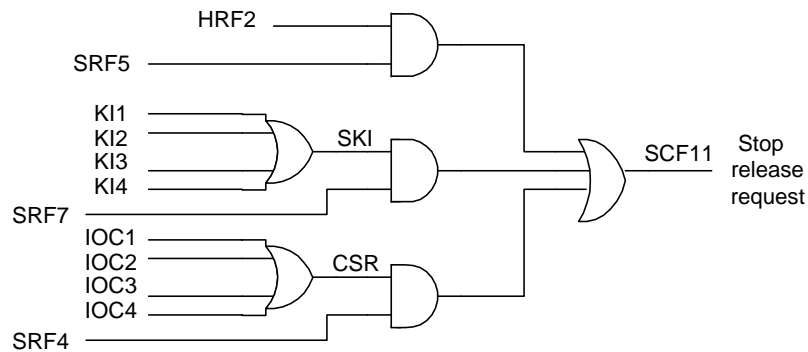 HRF2
SRF5
KI1
KI2
KI3
KI4
SKI
SRF7
IOC1
IOC2
IOC3
IOC4
CSR
SRF4
SCF11
Stop
release
request